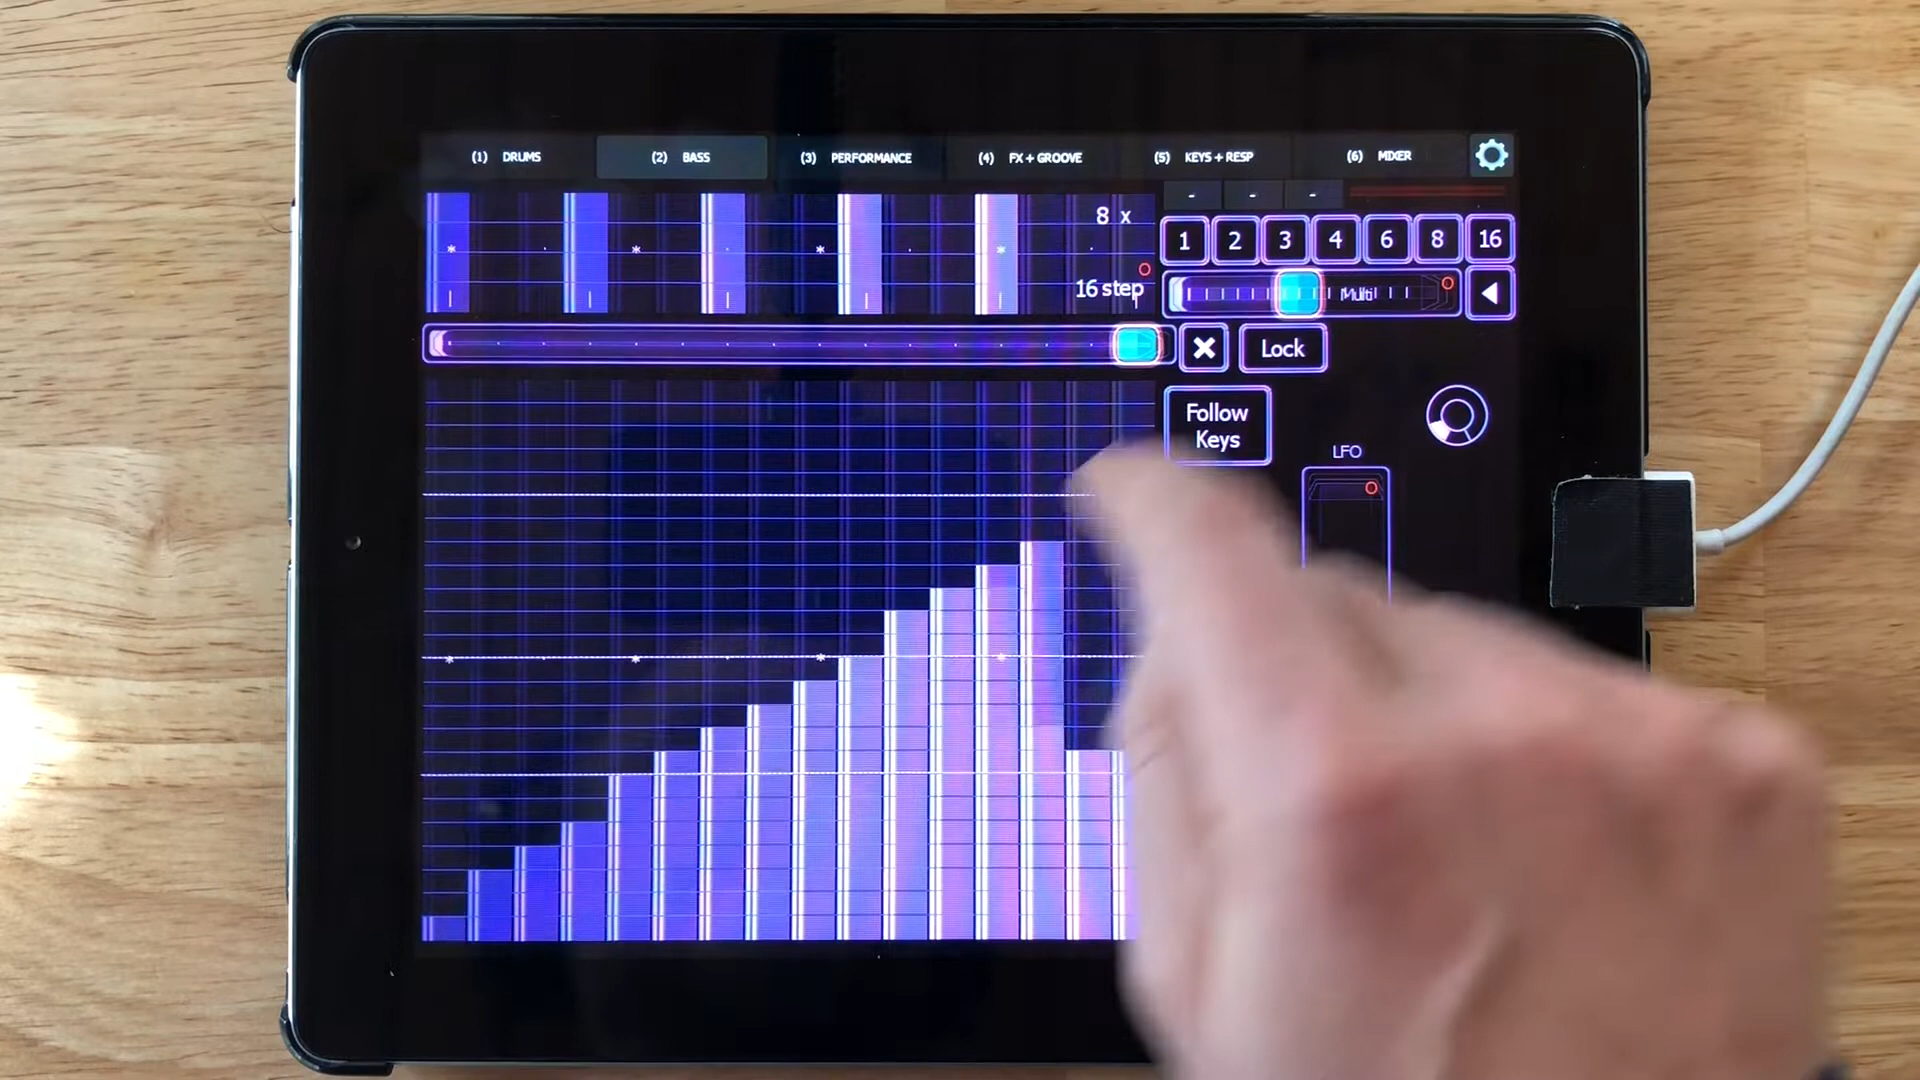 (1) DRUMS
(2) BASS
(3) PERFORMANCE
(4) FX + GROOVE
(5) KEYS + RESP
(6) MIXER
8 x
16 step
- - -
1 2 3 4 6 8 16
Multi
Lock
Follow
Keys
LFO